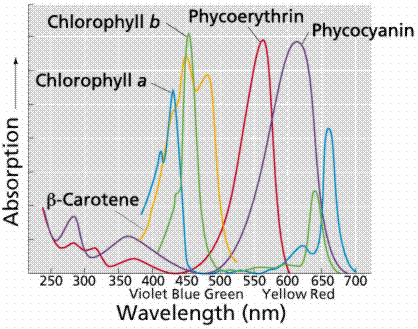 Chlorophyll b
Phycoerythrin
Phycocyanin
Chlorophyll a
β-Carotene
Absorption
250 300 350 400 450 500 550 600 650 700
Violet Blue Green Yellow Red
Wavelength (nm)